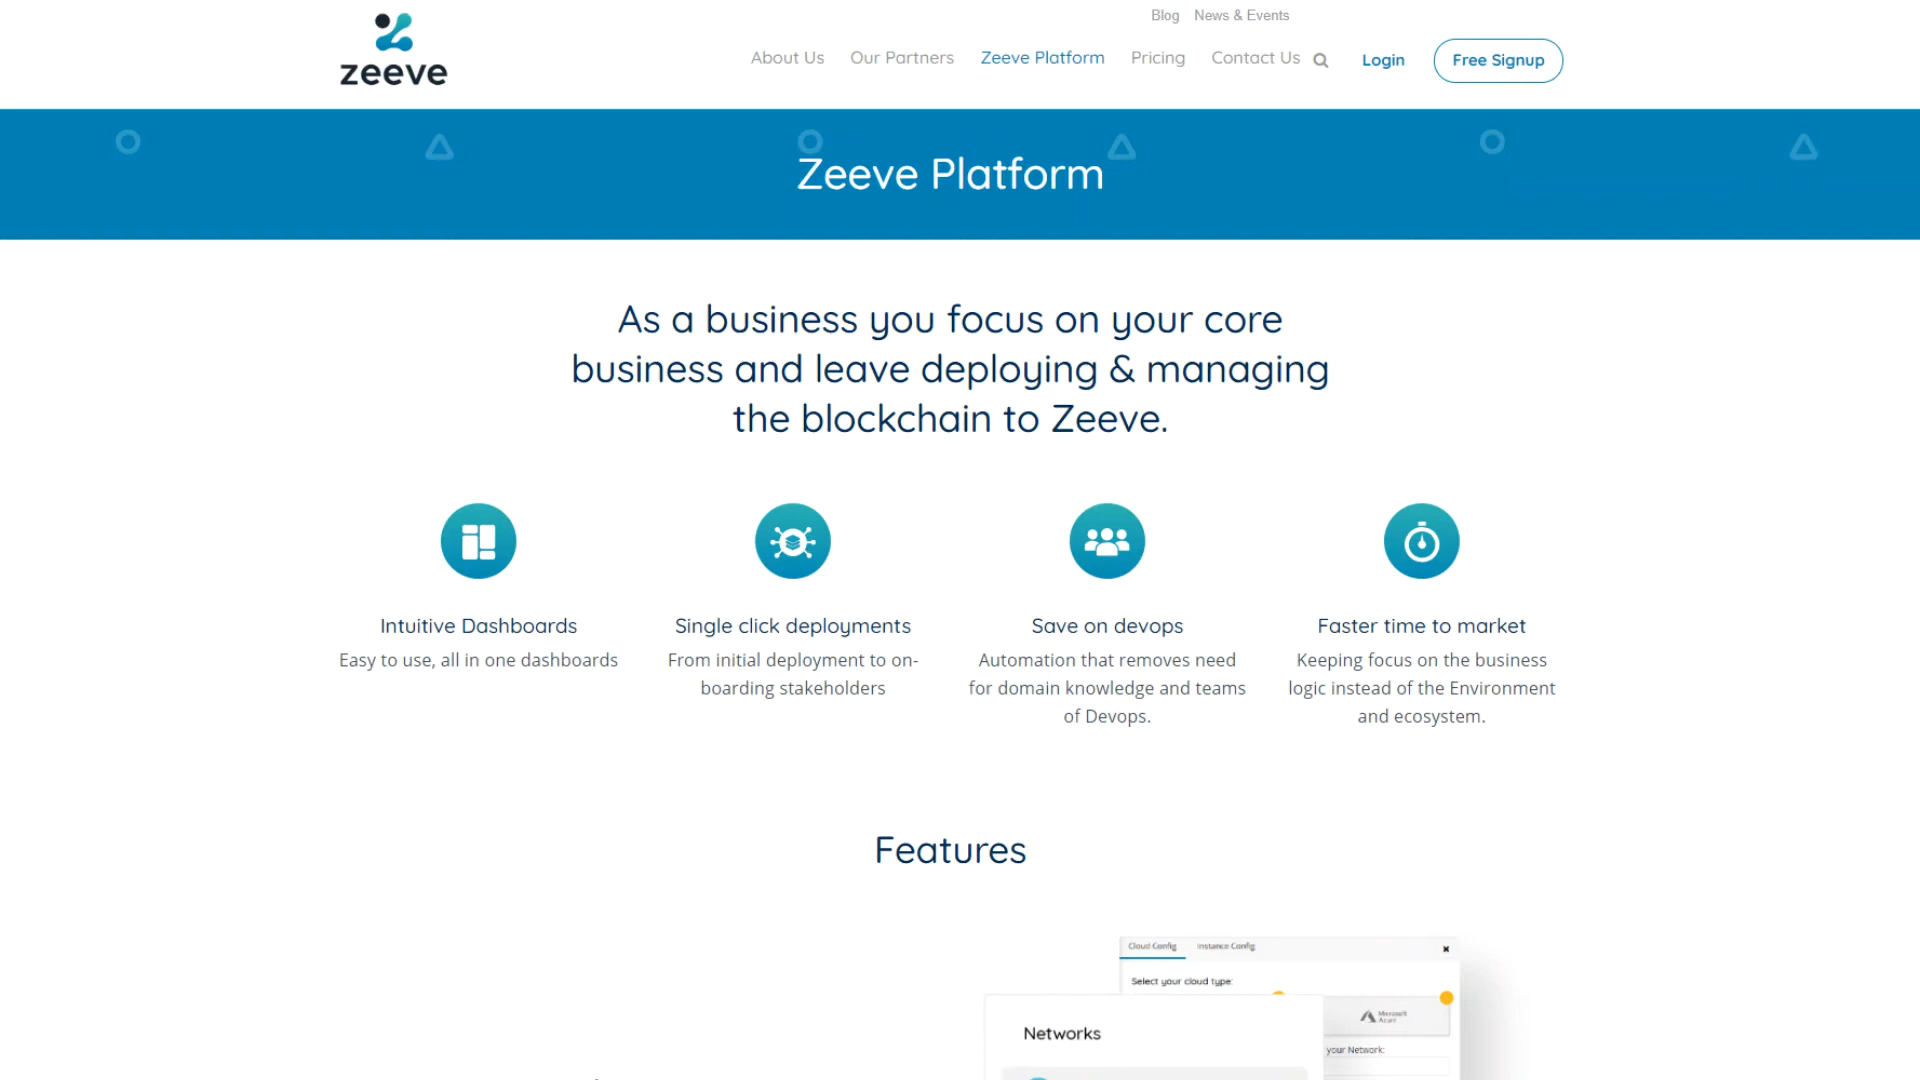 Blog News & Events
zeeve
About Us Our Partners Zeeve Platform Pricing Contact Us Login Free Signup
Zeeve Platform
As a business you focus on your core
business and leave deploying & managing
the blockchain to Zeeve.
Intuitive Dashboards
Easy to use, all in one dashboards
Single click deployments
From initial deployment to on-
boarding stakeholders
Save on devops
Automation that removes need
for domain knowledge and teams
of Devops.
Faster time to market
Keeping focus on the business
logic instead of the Environment
and ecosystem.
Features
Cloud Config Instance Config
Select your cloud type:
Microsoft
Azure
Networks
your Network: